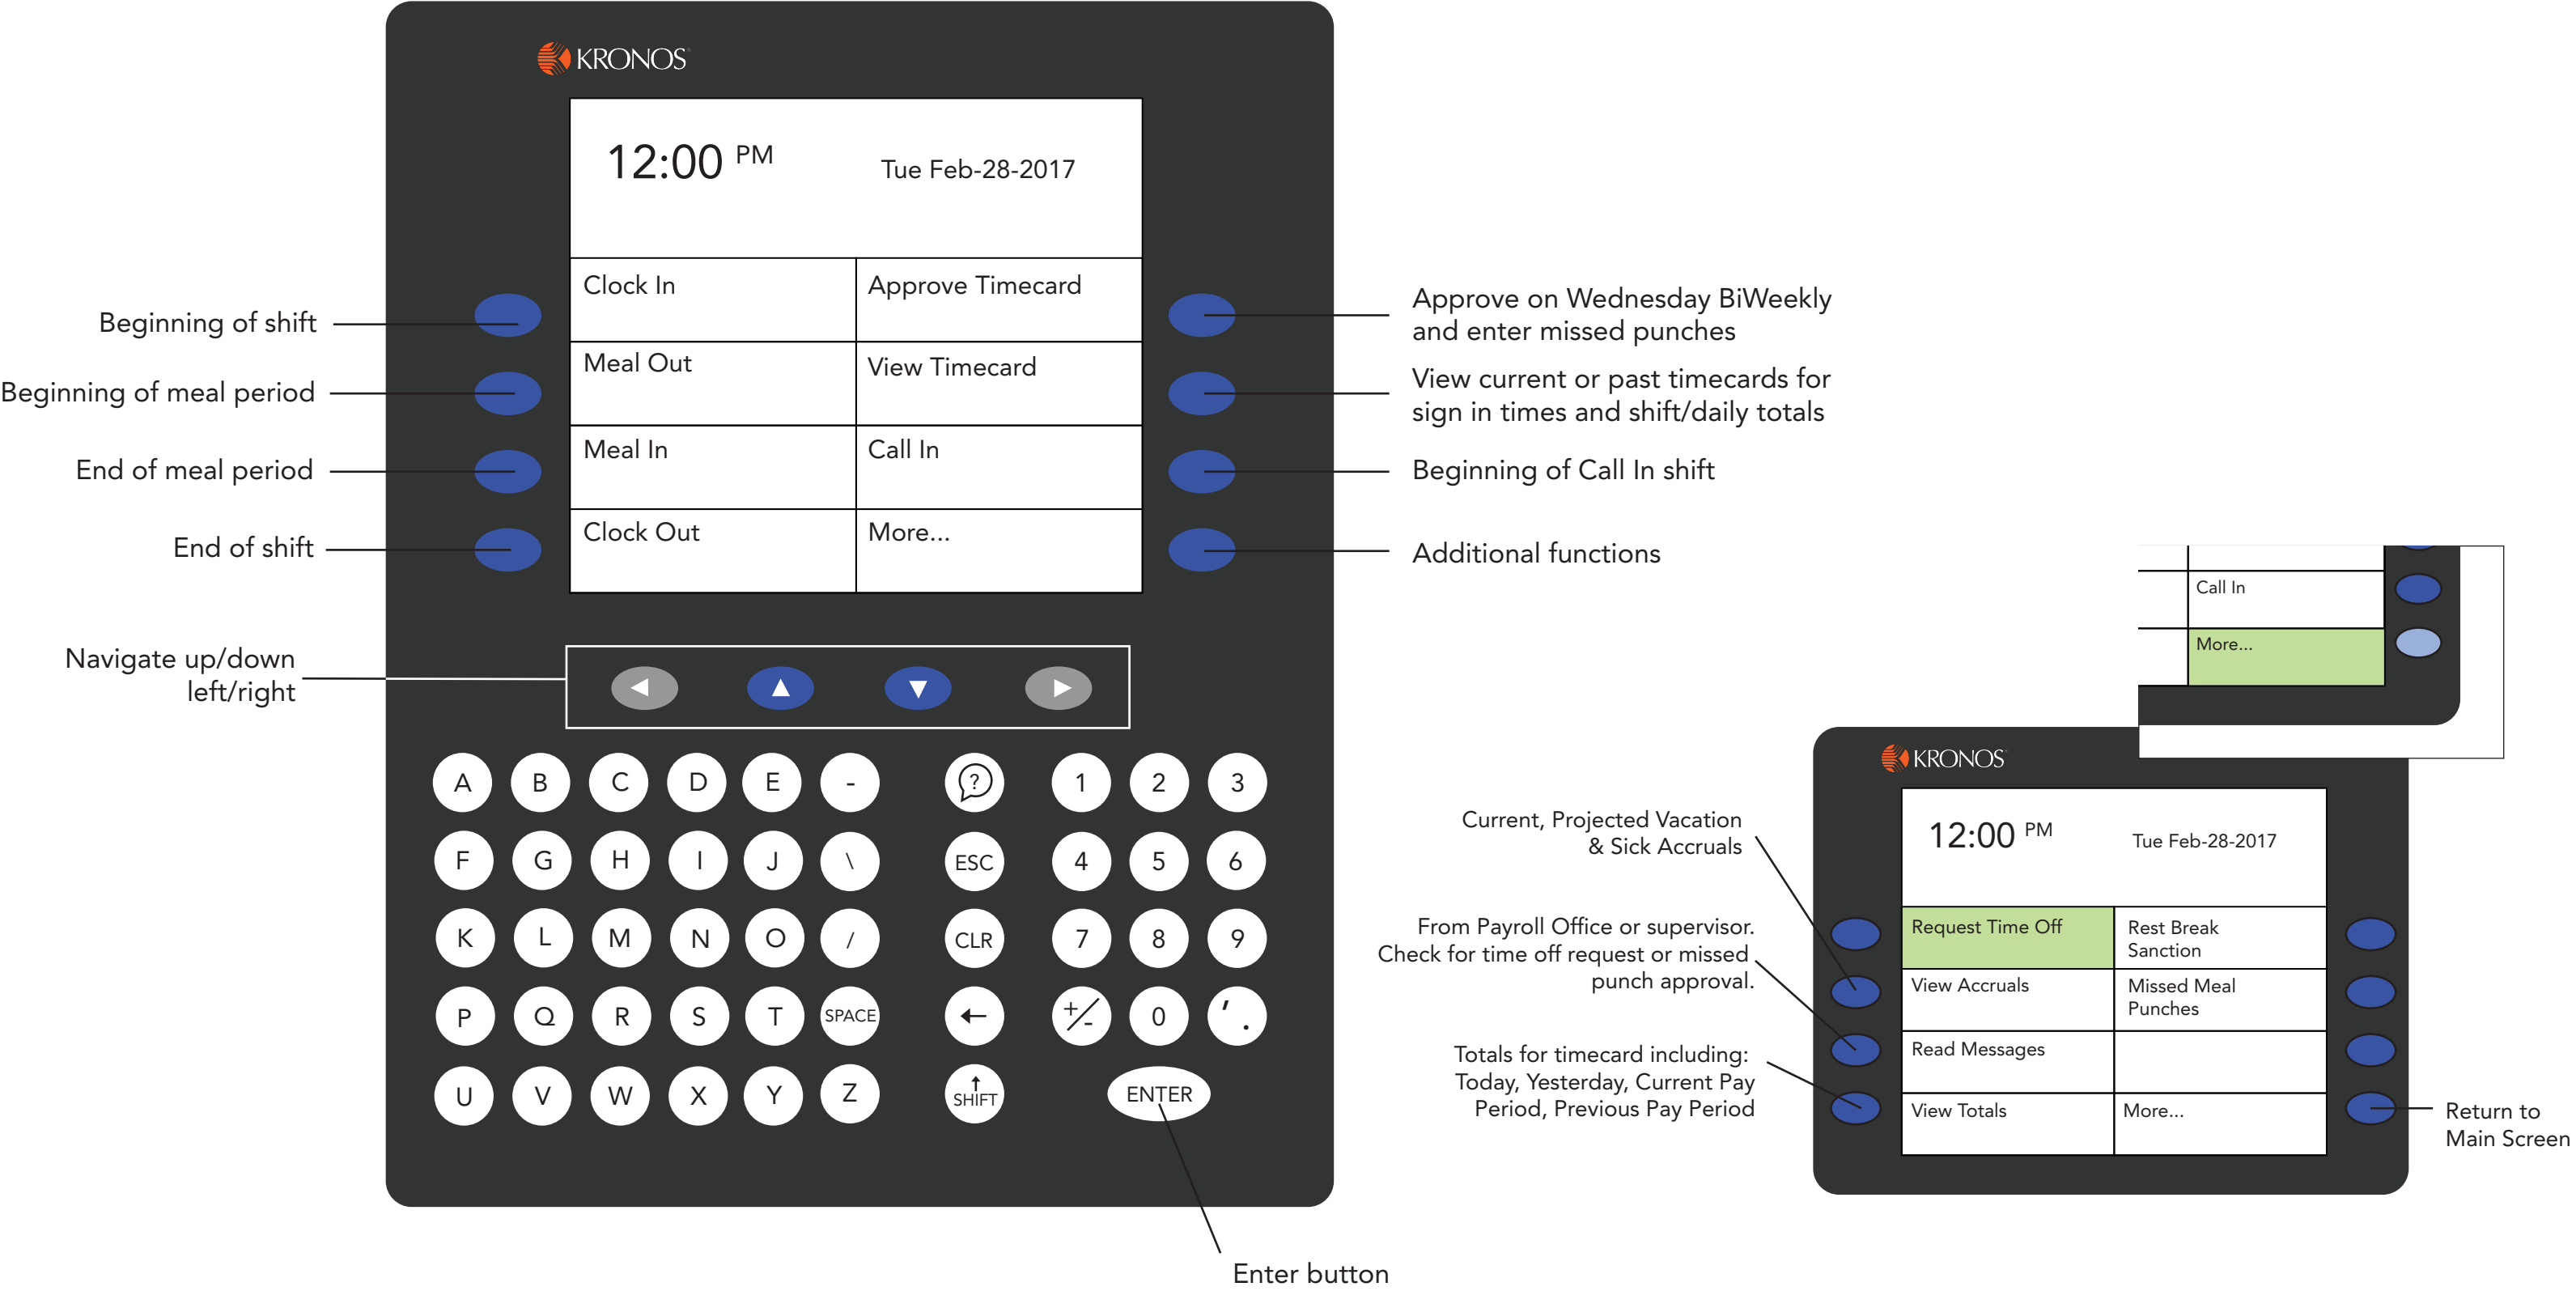 KRONOS
12:00 PM
Tue Feb-28-2017
Clock In
Approve Timecard
Meal Out
View Timecard
Meal In
Call In
Clock Out
More...
Beginning of shift
Beginning of meal period
End of meal period
End of shift
Navigate up/down
left/right
Approve on Wednesday BiWeekly
and enter missed punches
View current or past timecards for
sign in times and shift/daily totals
Beginning of Call In shift
Additional functions
A B C D E - ? 1 2 3
F G H I J \ ESC 4 5 6
K L M N O / CLR 7 8 9
P Q R S T SPACE ← +/- 0 ' .
U V W X Y Z ↑ SHIFT ENTER
Enter button
Call In
More...
KRONOS
12:00 PM
Tue Feb-28-2017
Request Time Off
Rest Break
Sanction
View Accruals
Missed Meal
Punches
Read Messages
View Totals
More...
Current, Projected Vacation
& Sick Accruals
From Payroll Office or supervisor.
Check for time off request or missed
punch approval.
Totals for timecard including:
Today, Yesterday, Current Pay
Period, Previous Pay Period
Return to
Main Screen